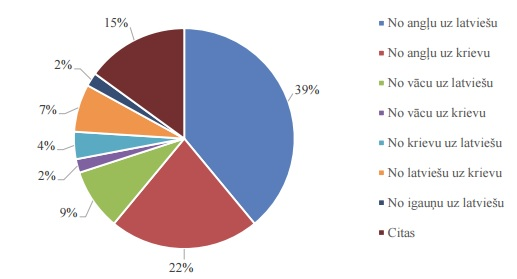 15%
2%
7%
4%
2%
9%
22%
39%
No angļu uz latviešu
No angļu uz krievu
No vācu uz latviešu
No vācu uz krievu
No krievu uz latviešu
No latviešu uz krievu
No igauņu uz latviešu
Citas